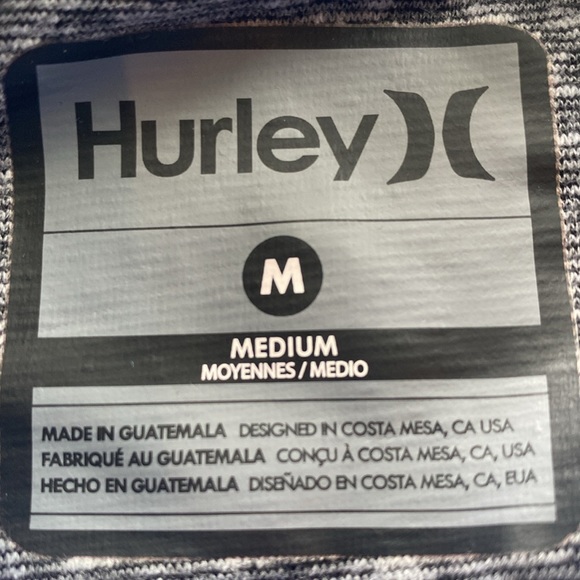 Hurley
M
MEDIUM
MOYENNES / MEDIO
MADE IN GUATEMALA DESIGNED IN COSTA MESA, CA USA
FABRIQUÉ AU GUATEMALA CONÇU À COSTA MESA, CA, USA
HECHO EN GUATEMALA DISEÑADO EN COSTA MESA, CA, EUA